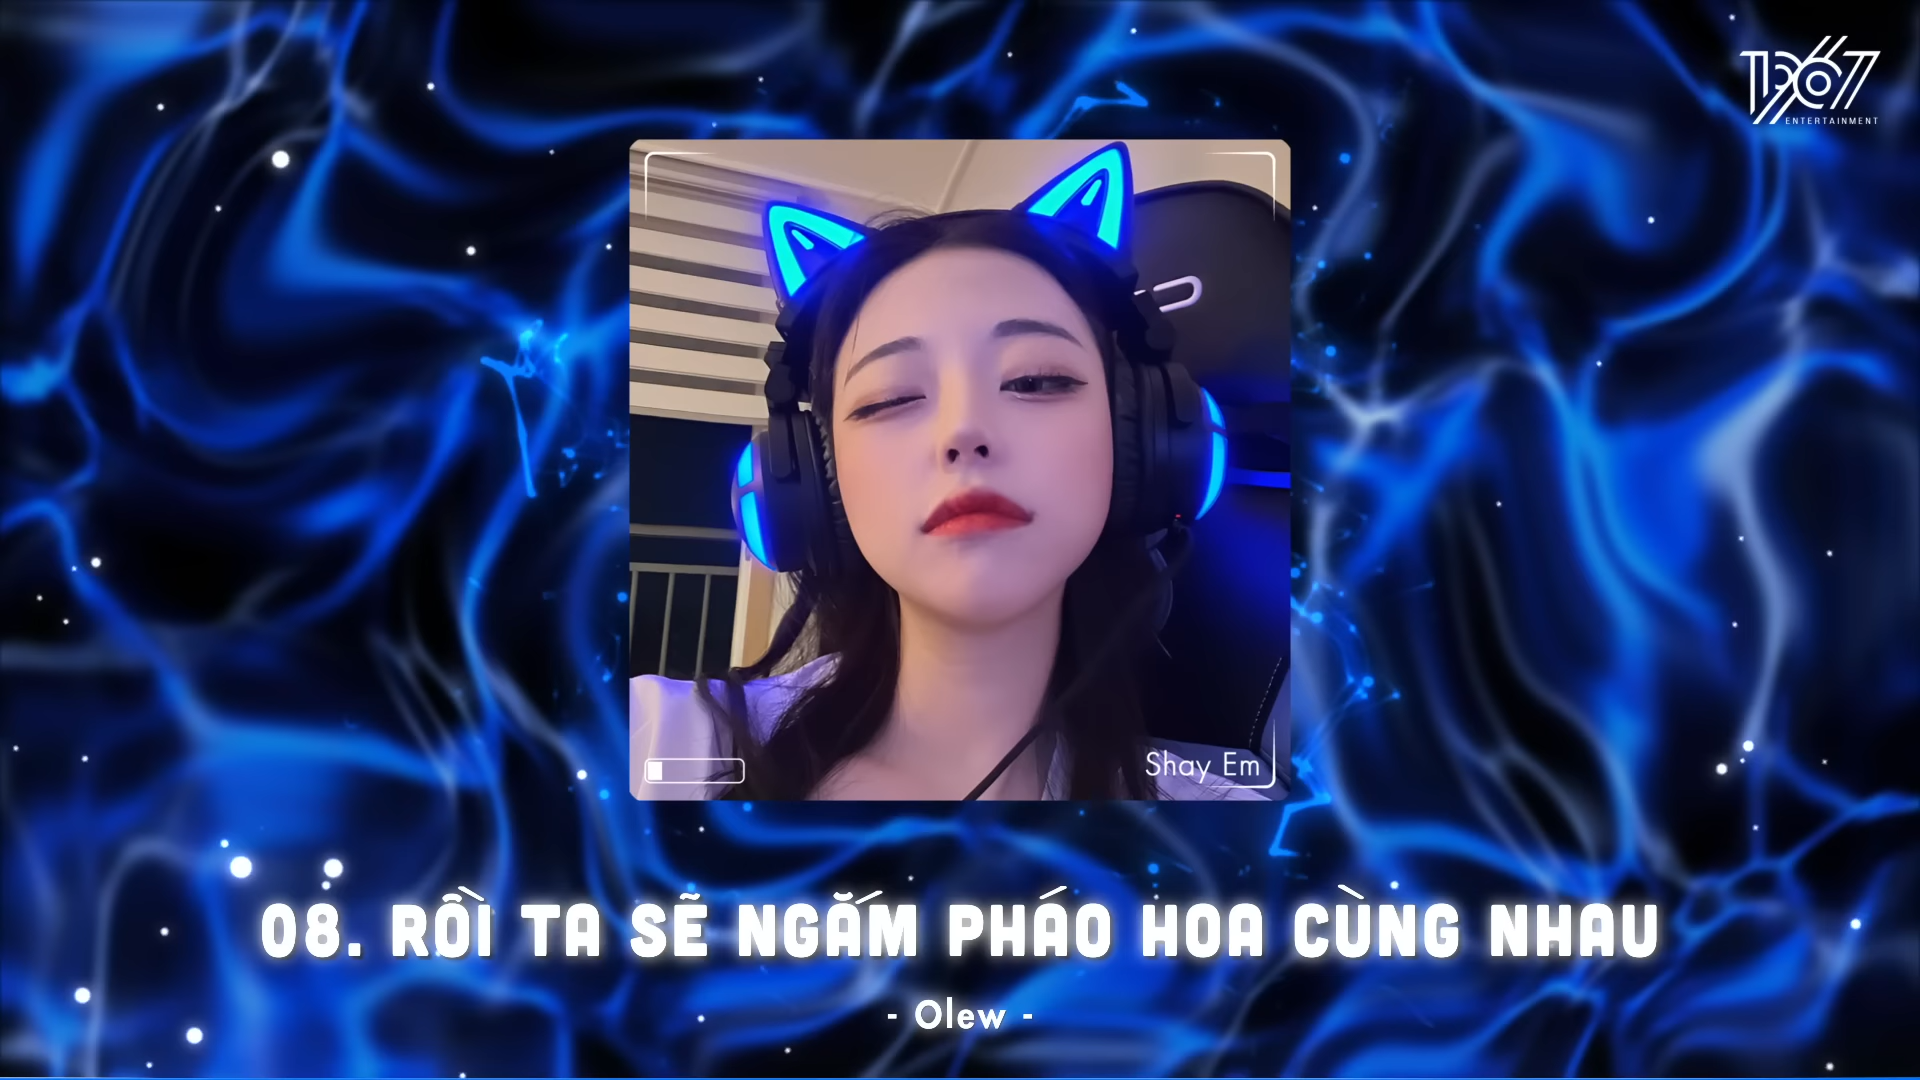 1967
ENTERTAINMENT
Shay Em
08. RỒI TA SẼ NGẮM PHÁO HOA CÙNG NHAU
- Olew -